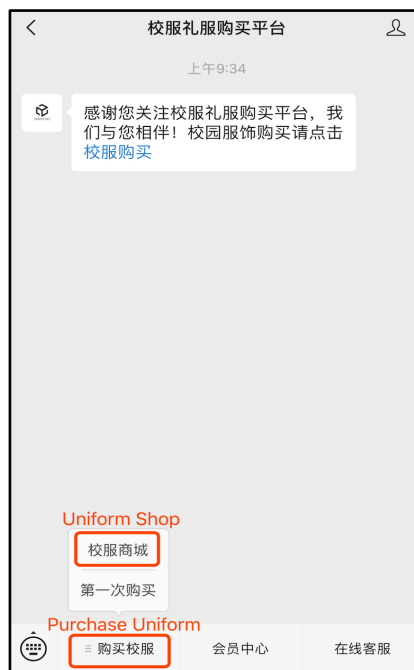 校服礼服购买平台
上午9:34
感谢您关注校服礼服购买平台，我
们与您相伴！校园服饰购买请点击
校服购买
Uniform Shop
校服商城
第一次购买
Purchase Uniform
购买校服
会员中心
在线客服